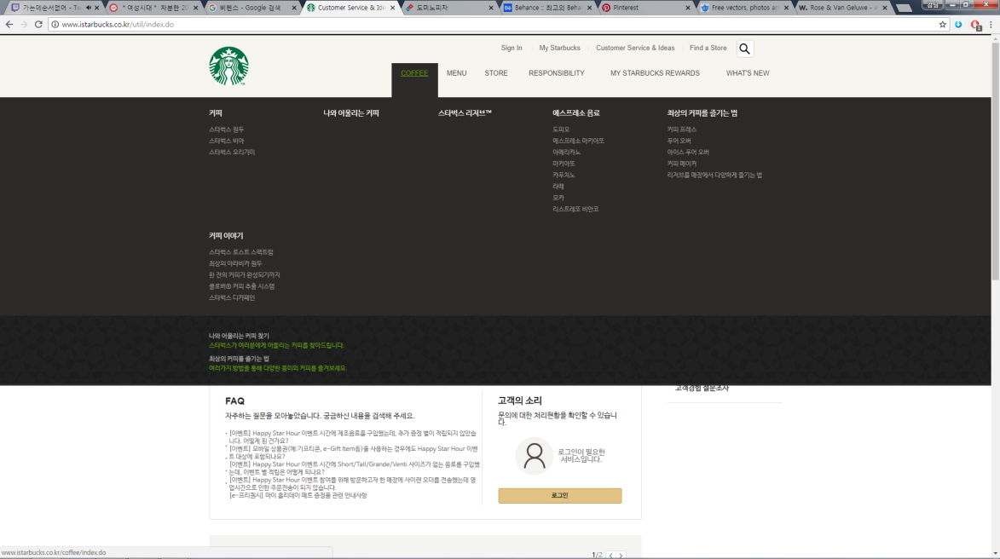 가는데순서없어 - Tw
* 여성시대 * 차분한 20
비핸스 - Google 검색
Customer Service & Ide
도미노피자
Behance :: 최고의 Beha
Pinterest
Free vectors, photos an
W. Rose & Van Geluwe - A
www.istarbucks.co.kr/util/index.do
Sign In
My Starbucks
Customer Service & Ideas
Find a Store
COFFEE
MENU
STORE
RESPONSIBILITY
MY STARBUCKS REWARDS
WHAT'S NEW
커피
스타벅스 원두
스타벅스 비아
스타벅스 오리가미
나와 어울리는 커피
스타벅스 리저브™
에스프레소 음료
도피오
에스프레소 마키아또
아메리카노
마키아또
카푸치노
라떼
모카
리스트레또 비안코
최상의 커피를 즐기는 법
커피 프레스
푸어 오버
아이스 푸어 오버
커피 메이커
리저브를 매장에서 다양하게 즐기는 법
커피 이야기
스타벅스 로스트 스펙트럼
최상의 아라비카 원두
한 잔의 커피가 완성되기까지
클로버® 커피 추출 시스템
스타벅스 디카페인
나와 어울리는 커피 찾기
스타벅스가 여러분에게 어울리는 커피를 찾아드립니다.
최상의 커피를 즐기는 법
여러가지 방법을 통해 다양한 풍미의 커피를 즐겨보세요.
고객경험 설문조사
FAQ
자주하는 질문을 모아놓았습니다. 궁금하신 내용을 검색해 주세요.
[이벤트] Happy Star Hour 이벤트 시간에 제조음료를 구입했는데, 추가 증정 별이 적립되지 않았습
니다. 어떻게 된 건가요?
[이벤트] 모바일 상품권(예:기프티콘, e-Gift Item등)을 사용하는 경우에도 Happy Star Hour 이벤
트 대상에 포함되나요?
[이벤트] Happy Star Hour 이벤트 시간에 Short/Tall/Grande/Venti 사이즈가 없는 음료를 구입했
는데, 이벤트 별 적립은 어떻게 되나요?
[이벤트] Happy Star Hour 이벤트 참여를 위해 방문하고자 한 매장에 사이렌 오더를 전송했는데 영
업시간으로 인한 주문전송이 되지 않습니다.
[e-프리퀀시] 마이 홀리데이 매트 증정품 관련 안내사항
고객의 소리
문의에 대한 처리현황을 확인할 수 있습니
다.
로그인이 필요한
서비스입니다.
로그인
1/2
www.istarbucks.co.kr/coffee/index.do